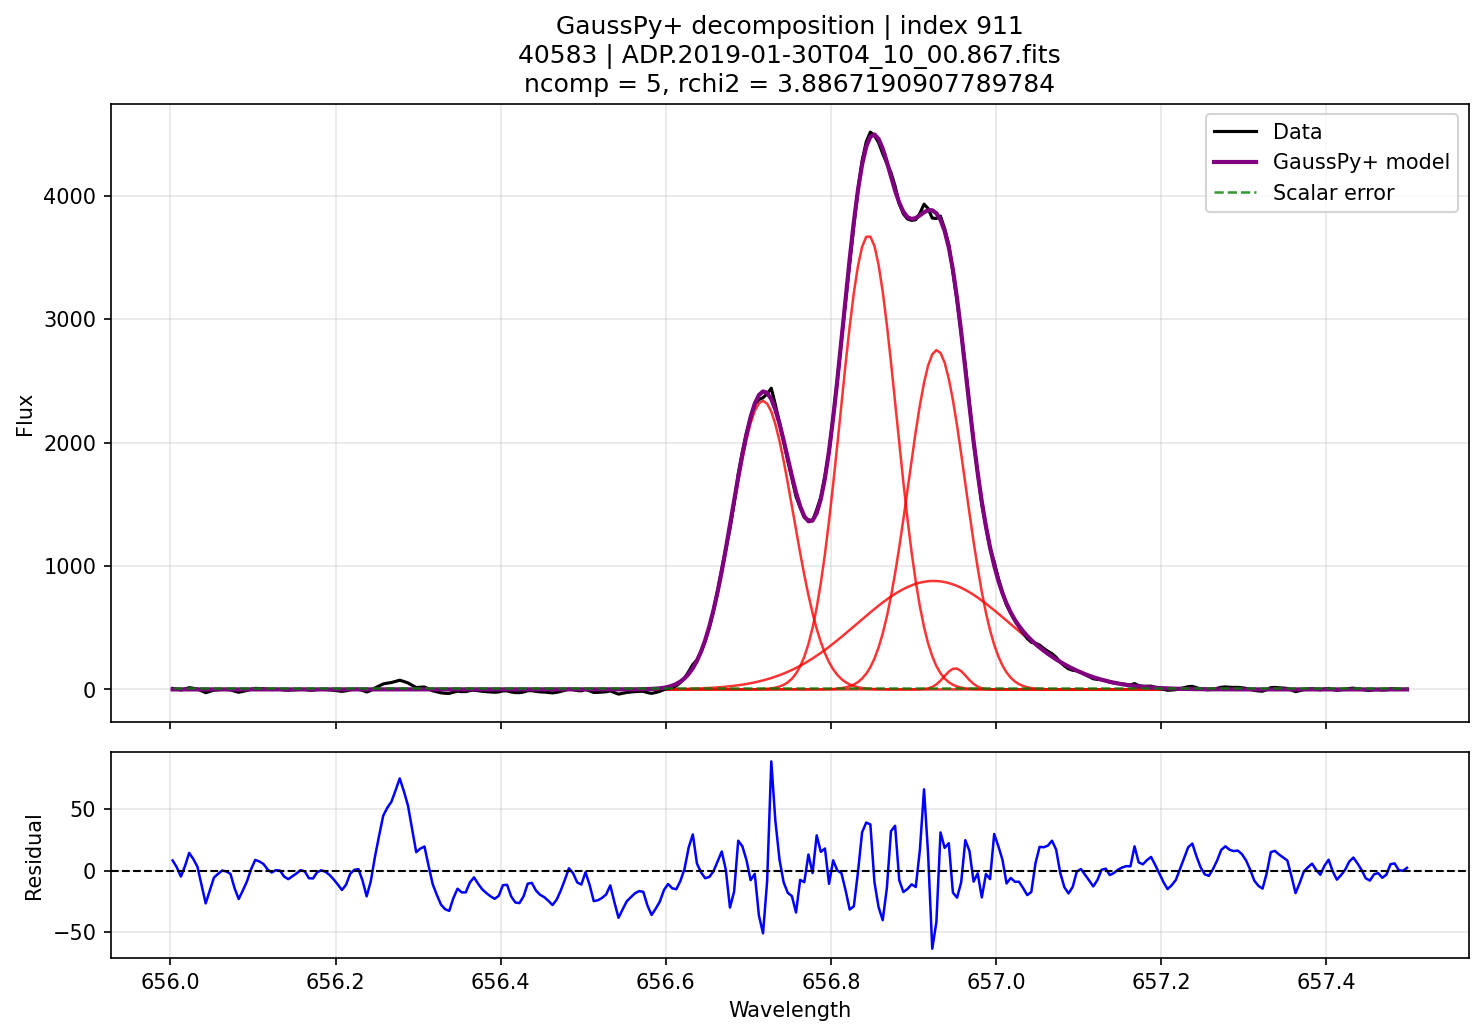 GaussPy+ decomposition | index 911
40583 | ADP.2019-01-30T04_10_00.867.fits
ncomp = 5, rchi2 = 3.8867190907789784
Data
GaussPy+ model
Scalar error
Flux
4000
3000
2000
1000
0
Residual
50
0
−50
656.0 656.2 656.4 656.6 656.8 657.0 657.2 657.4
Wavelength